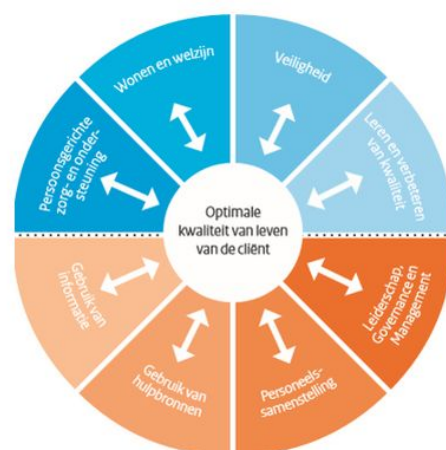 Wonen en welzijn
Veiligheid
Persoonsgerichte
zorg- en onder-
steuning
Leren en verbeteren
van kwaliteit
Optimale
kwaliteit van leven
van de cliënt
Gebruik van
informatie
Leiderschap,
Governance en
Management
Gebruik van
hulpbronnen
Personeels-
samenstelling